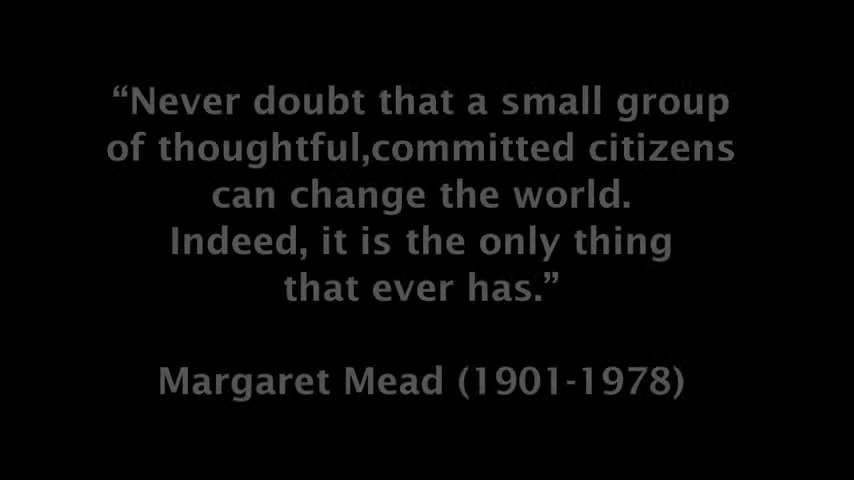 “Never doubt that a small group
of thoughtful,committed citizens
can change the world.
Indeed, it is the only thing
that ever has.”
Margaret Mead (1901-1978)